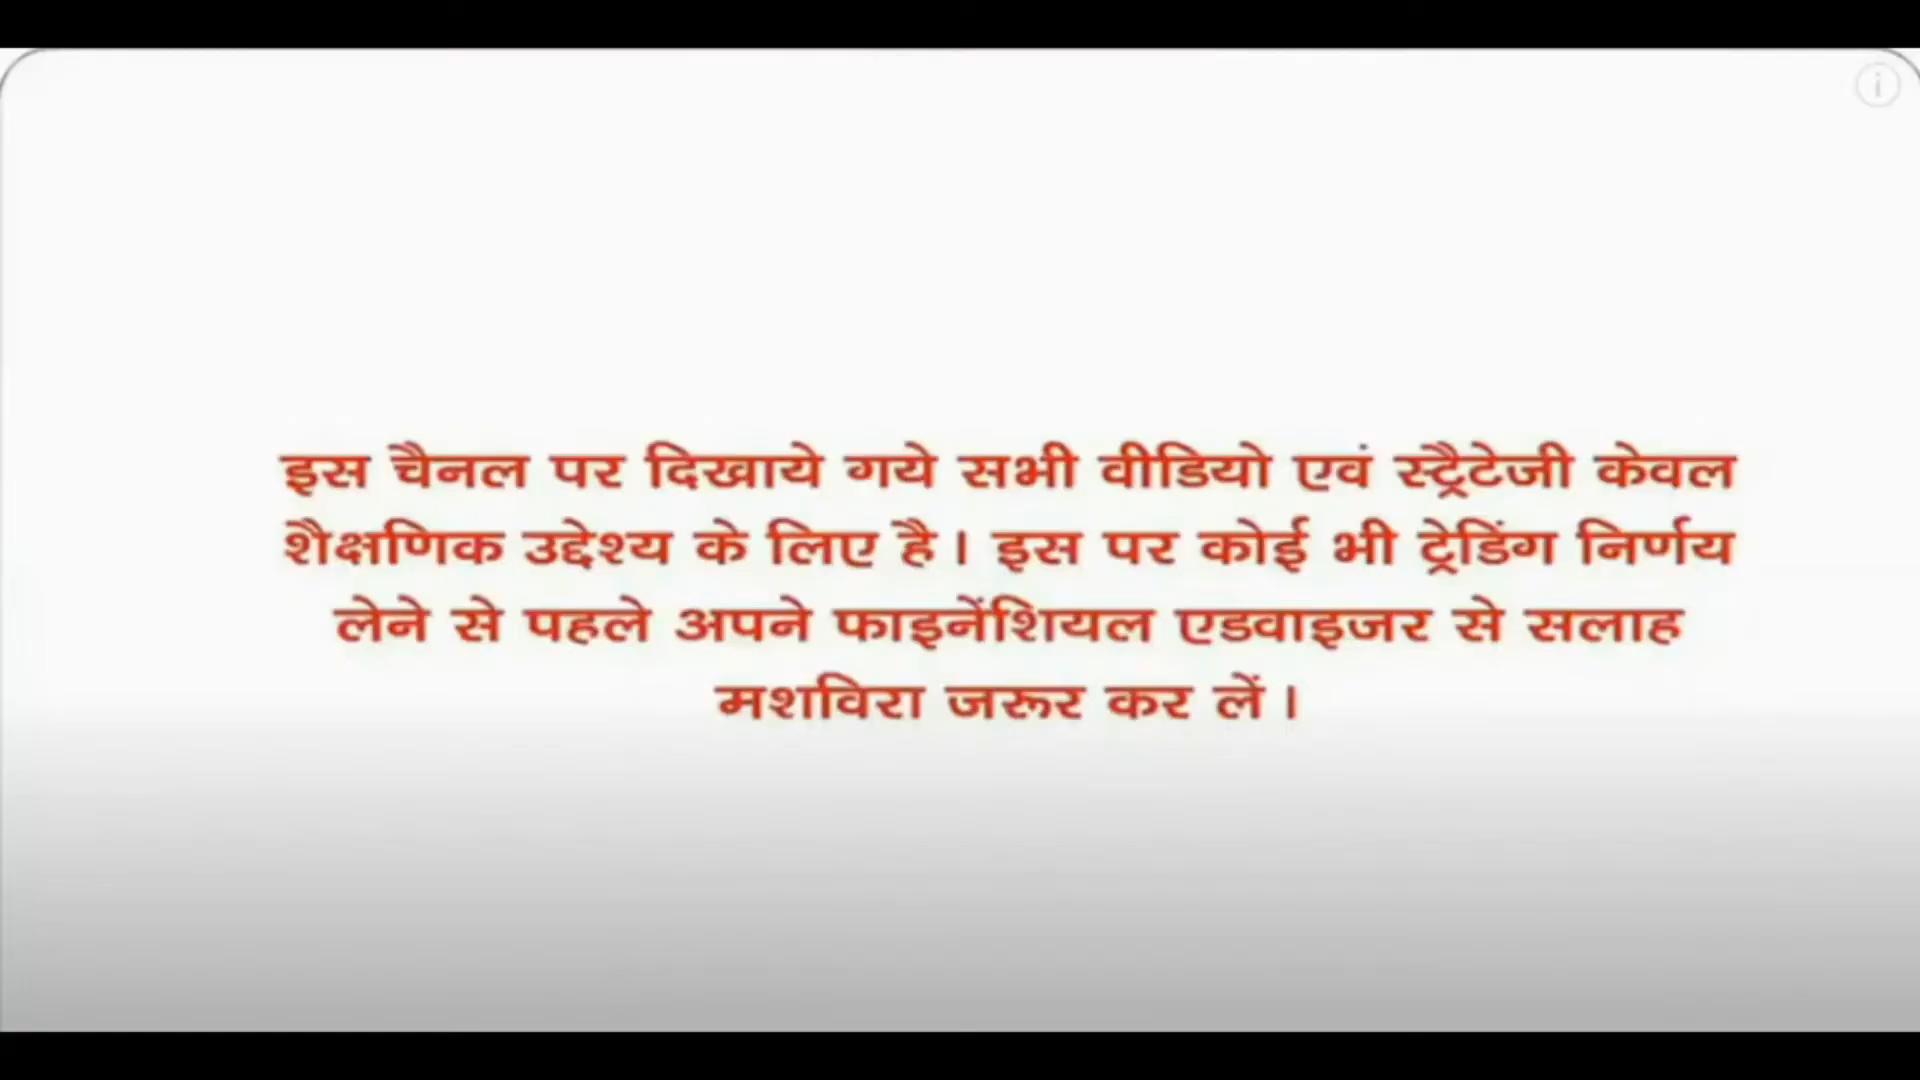 इस चैनल पर दिखाये गये सभी वीडियो एवं स्ट्रैटेजी केवल
शैक्षणिक उद्देश्य के लिए है। इस पर कोई भी ट्रेडिंग निर्णय
लेने से पहले अपने फाइनेंशियल एडवाइजर से सलाह
मशविरा जरूर कर लें।